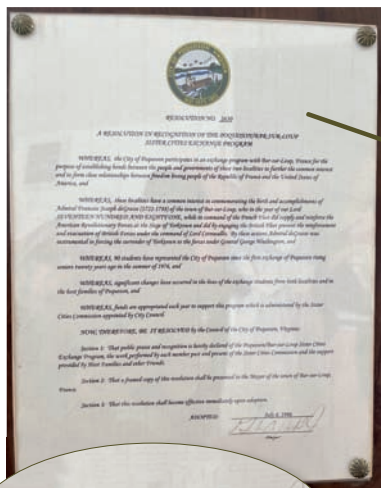 RESOLUTION NO. 1031
A RESOLUTION IN RECOGNITION OF THE POQUOSON/BAR-SUR-LOUP
SISTER CITIES EXCHANGE PROGRAM
WHEREAS, the City of Poquoson participates in an exchange program with Bar-sur-Loup, France for the
purpose of establishing bonds between the people and governments of these two localities to further the common interest
and to form close relationships between freedom loving people of the Republic of France and the United States of
America, and
WHEREAS, these localities have a common interest in commemorating the birth and accomplishments of
Admiral Francois Joseph deGrasse (1722-1788) of the town of Bar-sur-Loup, who in the year of our Lord
SEVENTEEN HUNDRED AND EIGHTY ONE, while in command of the French Fleet did supply and reinforce the
American Revolutionary Forces at the Siege of Yorktown and did by engaging the British Fleet prevent the reinforcement
and evacuation of British Forces under the command of Lord Cornwallis. By these actions Admiral deGrasse was
instrumental in forcing the surrender of Yorktown to the forces under General George Washington, and
WHEREAS, 90 students have represented the City of Poquoson since the first exchange of Poquoson
twenty years ago in the summer of 1976, and
WHEREAS, significant changes have occurred in the lives of the exchange students from both localities and in
the host families of Poquoson, and
WHEREAS, funds are appropriated each year to support this program which is administered by the Sister
Cities Commission appointed by City Council.
NOW, THEREFORE, BE IT RESOLVED by the Council of the City of Poquoson, Virginia:
Section 1: That public praise and recognition is hereby declared of the Poquoson/Bar-sur-Loup Sister Cities
Exchange Program, the work performed by each member past and present of the Sister Cities Commission and the support
provided by Host Families and other Friends.
Section 2: That a framed copy of this resolution shall be presented to the Mayor of the town of Bar-sur-Loup,
France.
Section 3: That this resolution shall become effective immediately upon adoption.
ADOPTED: July 8, 1996
Mayor